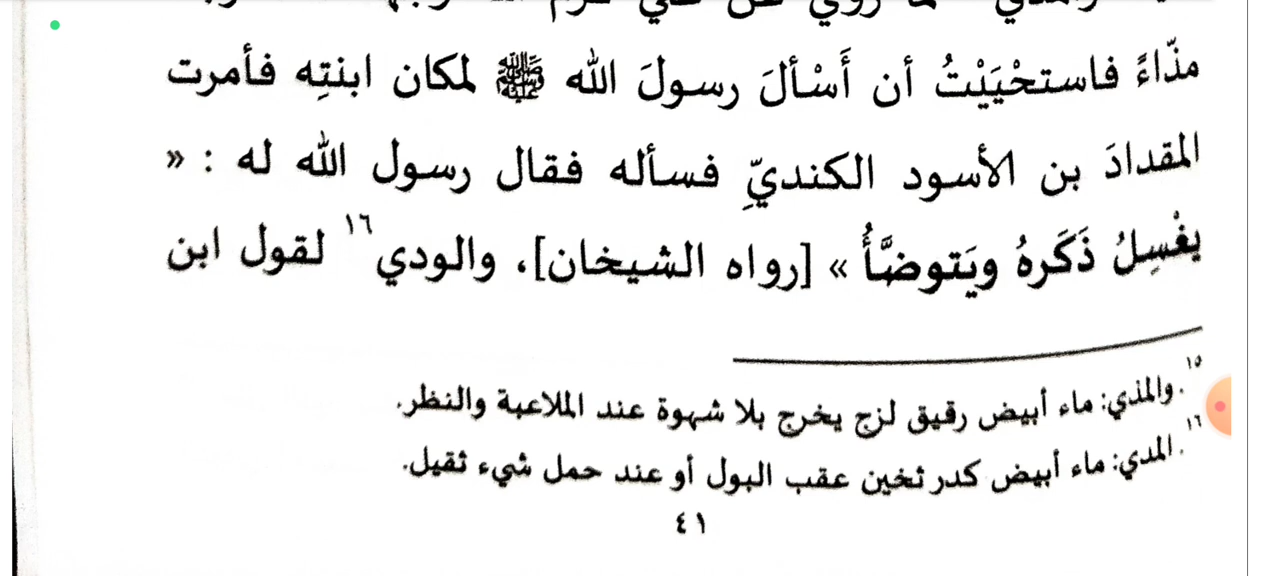 مذّاءً فاستحْيَيْتُ أن أَسْألَ رسولَ الله ﷺ لمكان ابنتِه فأمرت
المقدادَ بن الأسود الكنديِّ فسأله فقال رسول الله له : «
يغْسِلُ ذَكَرهُ ويَتوضَّأُ » [رواه الشيخان]، والودي١٦ لقول ابن
١٥. والمذي: ماء أبيض رقيق لزج يخرج بلا شهوة عند الملاعبة والنظر.
١٦. المدي: ماء أبيض كدر ثخين عقب البول أو عند حمل شيء ثقيل.
٤١